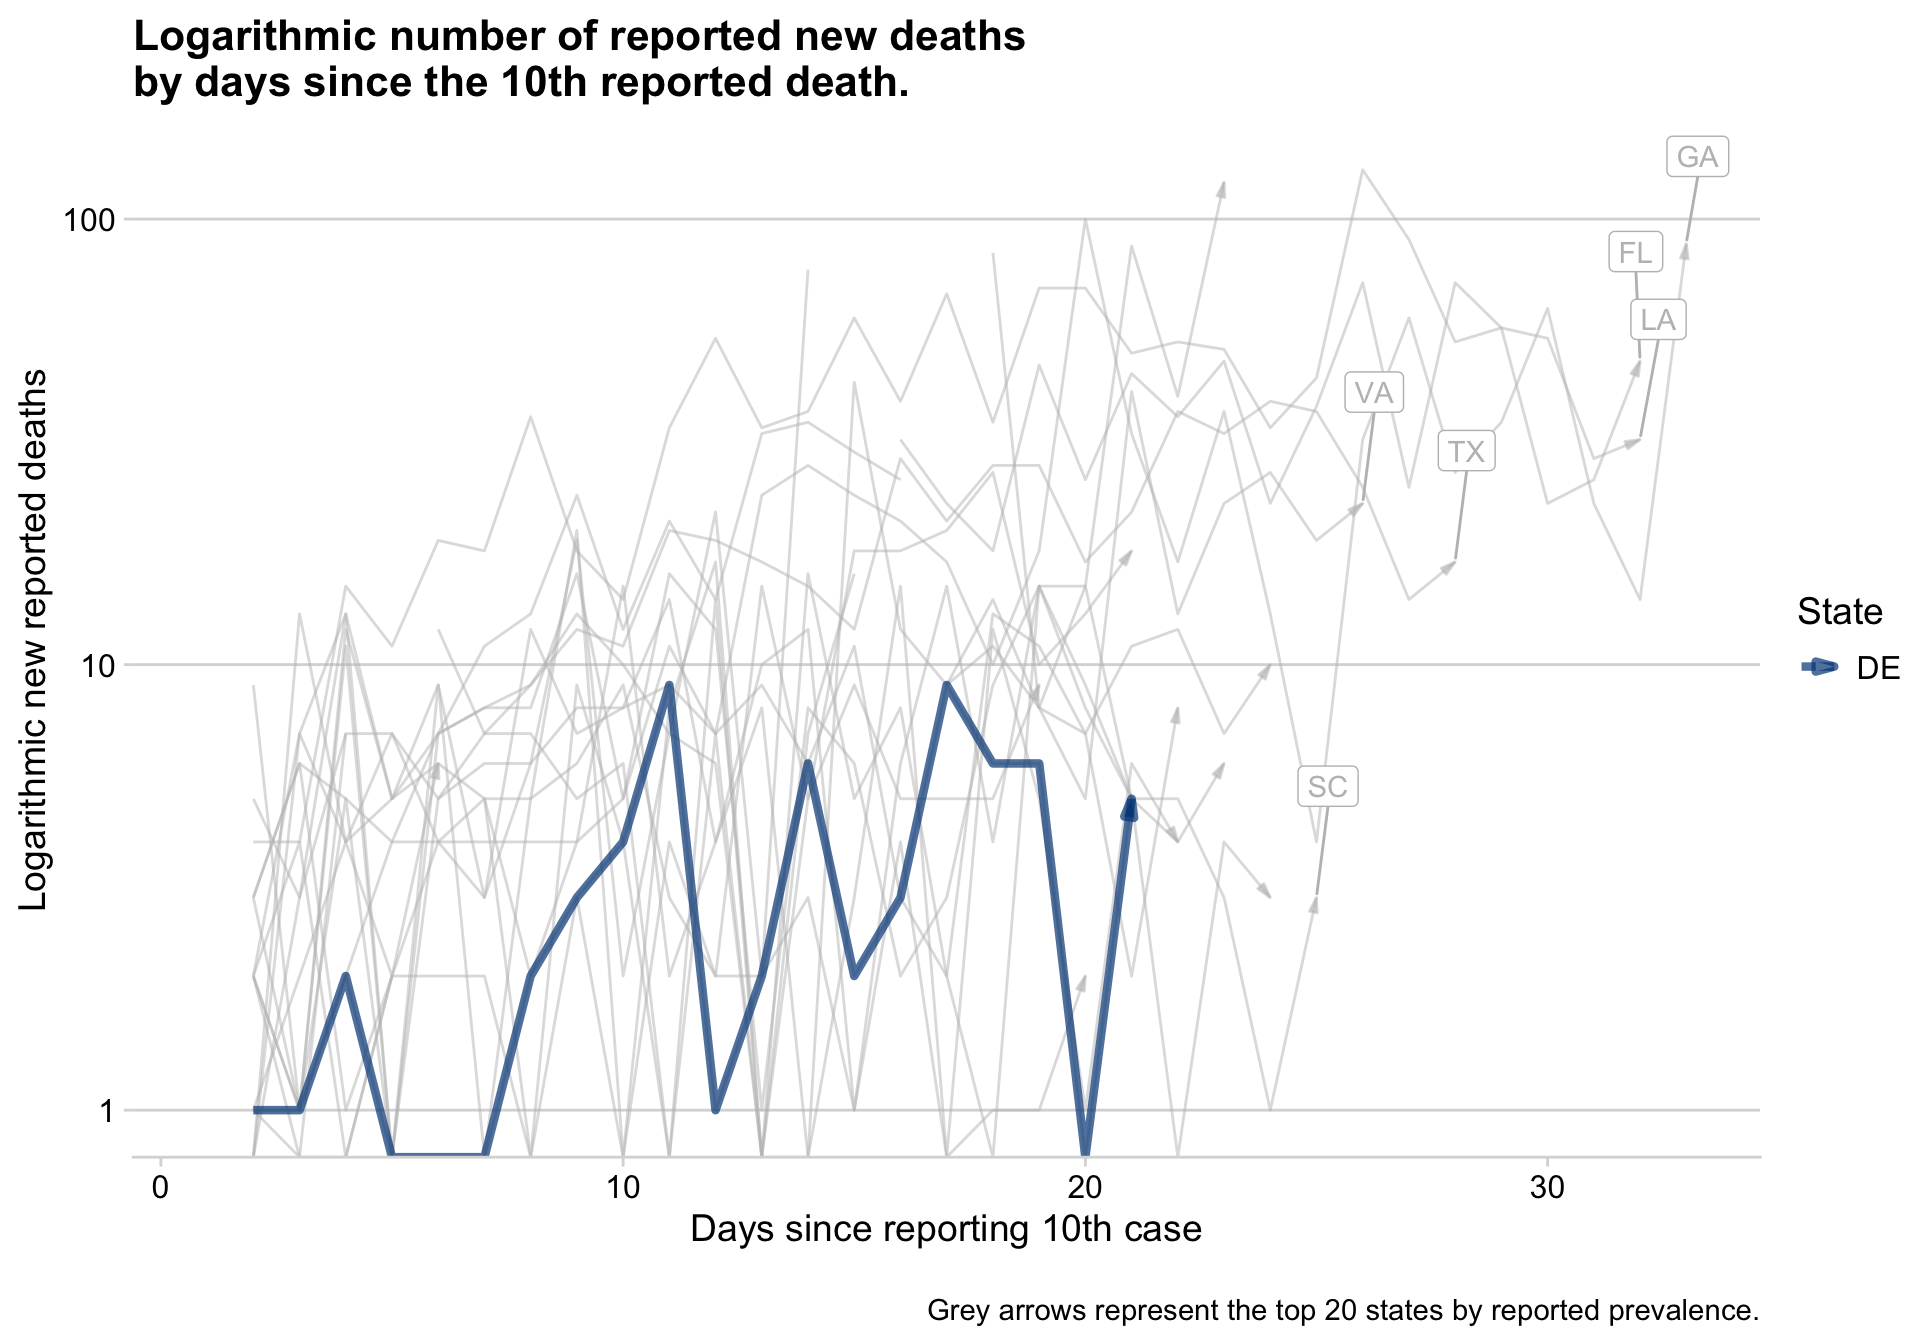 Logarithmic number of reported new deaths
by days since the 10th reported death.
GA
100
FL
LA
VA
TX
State
10
DE
SC
1
0 10 20 30
Logarithmic new reported deaths
Days since reporting 10th case
Grey arrows represent the top 20 states by reported prevalence.